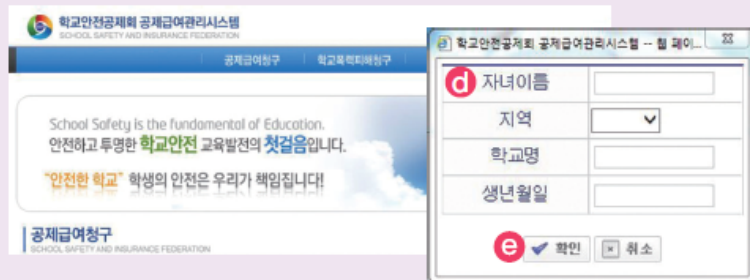 학교안전공제회 공제급여관리시스템
SCHOOL SAFETY AND INSURANCE FEDERATION
공제급여청구 학교폭력피해청구
School Safety is the fundamental of Education.
안전하고 투명한 학교안전 교육발전의 첫걸음입니다.
"안전한 학교" 학생의 안전은 우리가 책임집니다!
공제급여청구
SCHOOL SAFETY AND INSURANCE FEDERATION
학교안전공제회 공제급여관리시스템 -- 웹 페이...
d 자녀이름
지역
학교명
생년월일
e 확인 취소